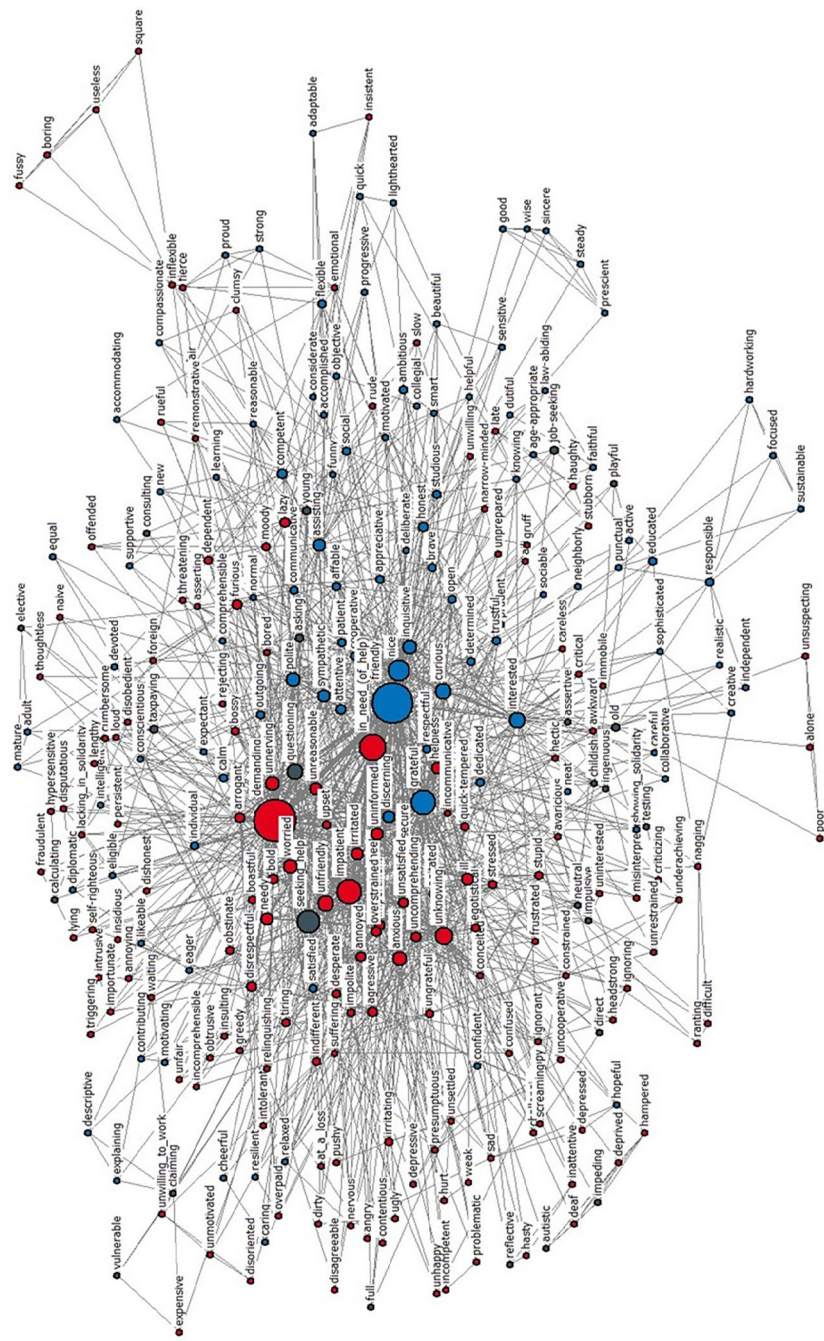 square
useless
boring
fussy
adaptable
insistent
quick
lighthearted
good
wise
sincere
steady
prescient
proud
strong
compassionate
inflexible
fierce
clumsy
flexible
emotional
progressive
beautiful
sensitive
accommodating
rueful
remonstrative
air
reasonable
considerate
accomplished
objective
rude
slow
ambitious
collegial
motivated
smart
helpful
unwilling
late
dutiful
law-abiding
age-appropriate
job-seeking
hardworking
focused
sustainable
learning
competent
funny
social
studious
narrow-minded
knowing
haughty
faithful
stubborn
playful
new
consulting
supportive
offended
equal
dependent
moody
lazy
young
communicative
assisting
affable
appreciative
deliberate
honest
brave
open
unprepared
gruff
sociable
neighborly
punctual
active
educated
responsible
threatening
asserting
furious
normal
comprehensible
asking
polite
sympathetic
patient
attentive
friendly
nice
inquisitive
curious
determined
trustful
interested
sophisticated
realistic
independent
creative
unsuspecting
alone
poor
elective
thoughtless
naive
mature
adult
devoted
disobedient
foreign
taxpaying
conscientious
loud
lengthy
intelligent
persistent
rejecting
bored
outgoing
bossy
expectant
calm
individual
arrogant
demanding
unnerving
questioning
unreasonable
in_need_(of_help)
uninformed
discerning
grateful
respectful
helpless
incommunicative
dedicated
quick-tempered
careless
critical
immobile
assertive
awkward
childish
ingenuous
old
hectic
neat
careful
collaborative
showing_solidarity
testing
avaricious
hypersensitive
disputatious
lacking_in_solidarity
fraudulent
calculating
diplomatic
eligible
dishonest
lying
self-righteous
insidious
likeable
boastful
bold
worried
upset
needy
seeking_help
unfriendly
impatient
irritated
overstrained
unsatisfied
secure
uncomprehending
unknowing
ill
stressed
egotistic
stupid
uninterested
criticizing
underachieving
nagging
neutral
impulsive
unrestrained
intrusive
importunate
annoying
triggering
waiting
eager
obstinate
disrespectful
satisfied
desperate
annoyed
anxious
agressive
impolite
ungrateful
conceited
frustrated
constrained
ignoring
headstrong
direct
ranting
difficult
contributing
motivating
unfair
incomprehensible
obtrusive
insulting
greedy
tiring
relinquishing
indifferent
suffering
confident
confused
ignorant
uncooperative
descriptive
explaining
unwilling_to_work
claiming
cheerful
resilient
relaxed
intolerant
at_a_loss
pushy
irritating
presumptuous
unsettled
depressive
weak
sad
hopeful
depressed
inattentive
deprived
hampered
impeding
deaf
autistic
hasty
reflective
vulnerable
expensive
unmotivated
disoriented
caring
overpaid
dirty
nervous
disagreeable
angry
contentious
ugly
hurt
full
unhappy
incompetent
problematic